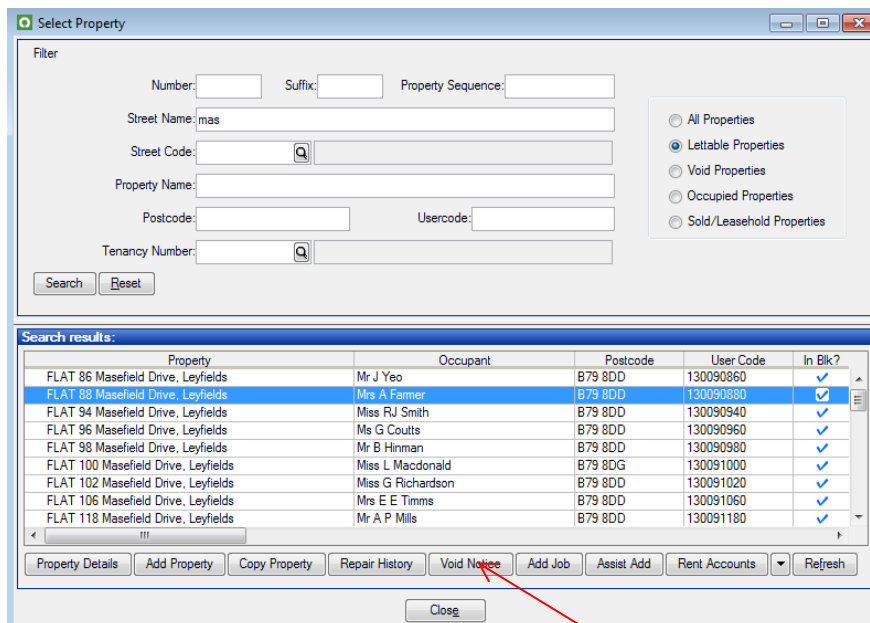 Select Property
Filter
Number: Suffix: Property Sequence:
Street Name: mas
All Properties
Street Code:
Lettable Properties
Property Name:
Void Properties
Occupied Properties
Postcode: Usercode:
Sold/Leasehold Properties
Tenancy Number:
Search Reset
Search results:
Property Occupant Postcode User Code In Blk?
FLAT 86 Masefield Drive, Leyfields Mr J Yeo B79 8DD 130090860
FLAT 88 Masefield Drive, Leyfields Mrs A Farmer B79 8DD 130090880
FLAT 94 Masefield Drive, Leyfields Miss RJ Smith B79 8DD 130090940
FLAT 96 Masefield Drive, Leyfields Ms G Coutts B79 8DD 130090960
FLAT 98 Masefield Drive, Leyfields Mr B Hinman B79 8DD 130090980
FLAT 100 Masefield Drive, Leyfields Miss L Macdonald B79 8DG 130091000
FLAT 102 Masefield Drive, Leyfields Miss G Richardson B79 8DD 130091020
FLAT 106 Masefield Drive, Leyfields Mrs E E Timms B79 8DD 130091060
FLAT 118 Masefield Drive, Leyfields Mr A P Mills B79 8DD 130091180
Property Details Add Property Copy Property Repair History Void Notice Add Job Assist Add Rent Accounts Refresh
Close